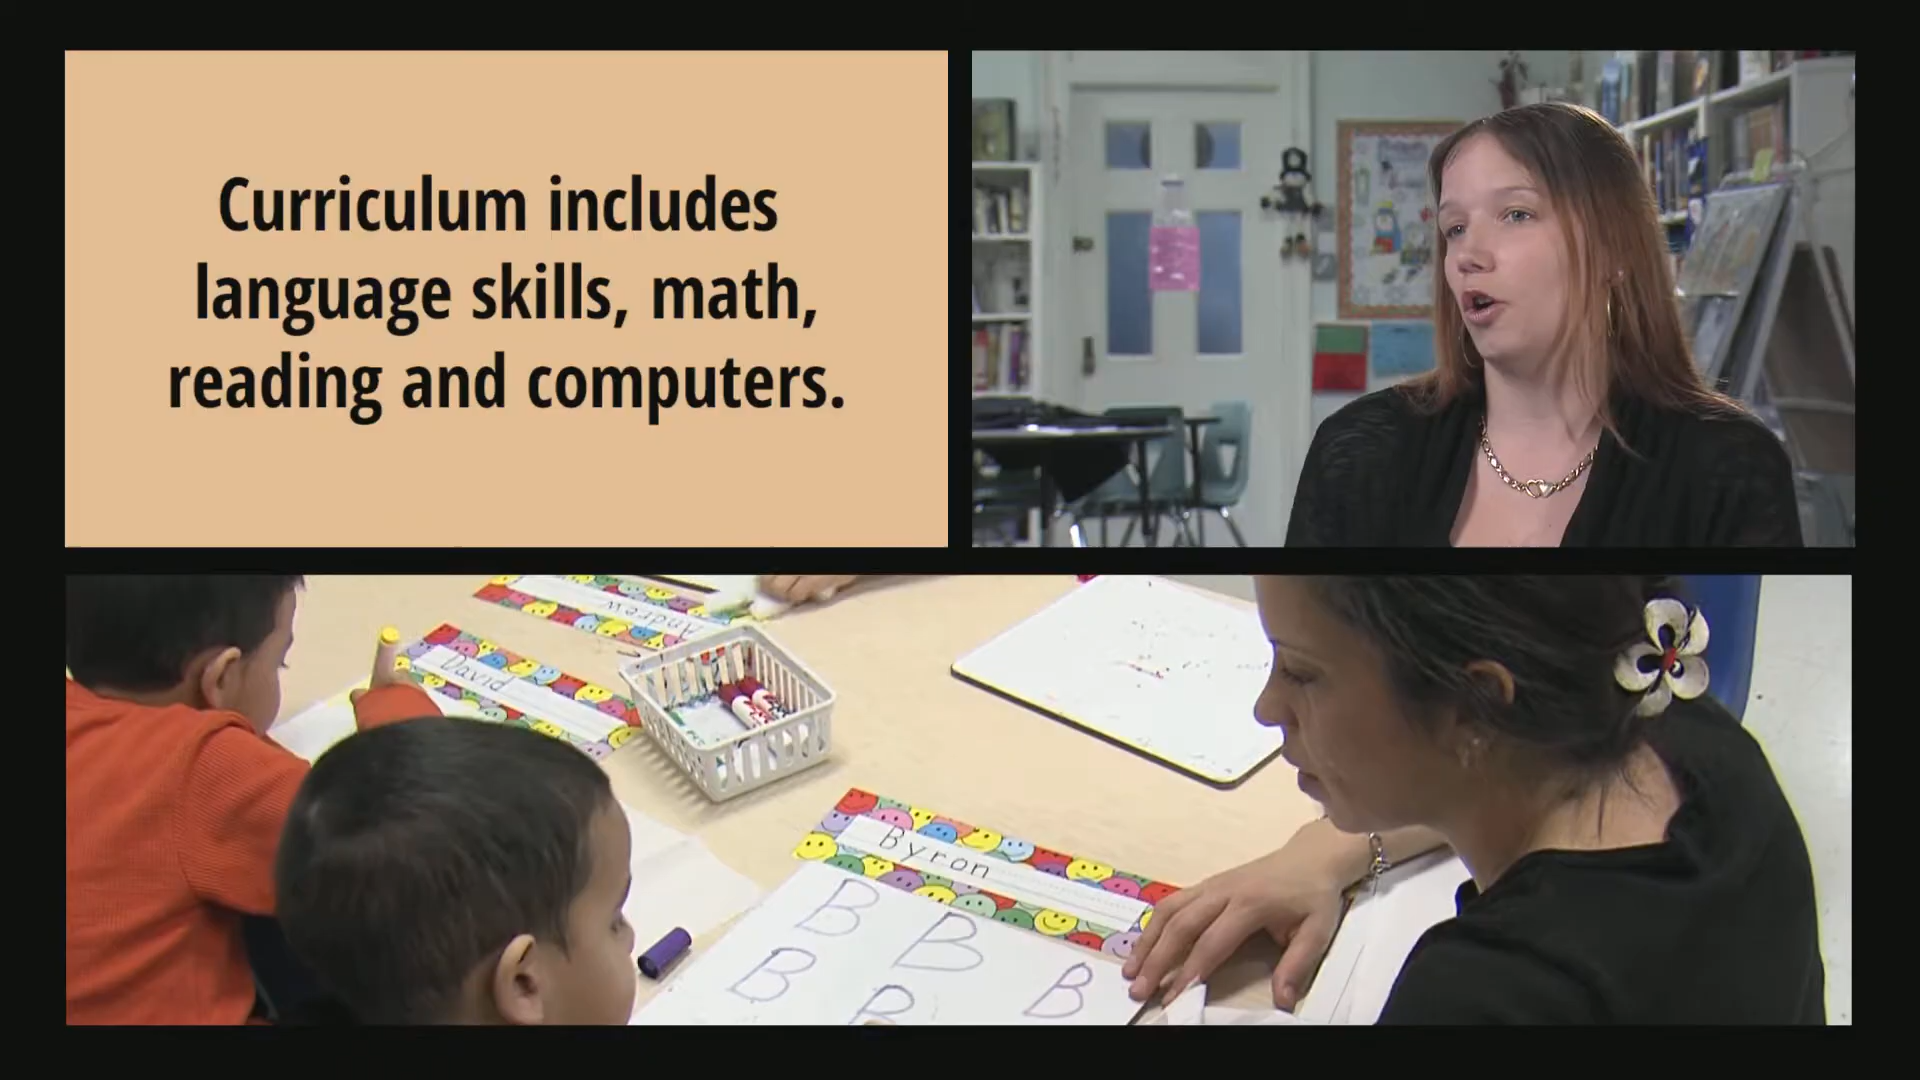 Curriculum includes
language skills, math,
reading and computers.
Andrew
David
Byron
B B
B B B